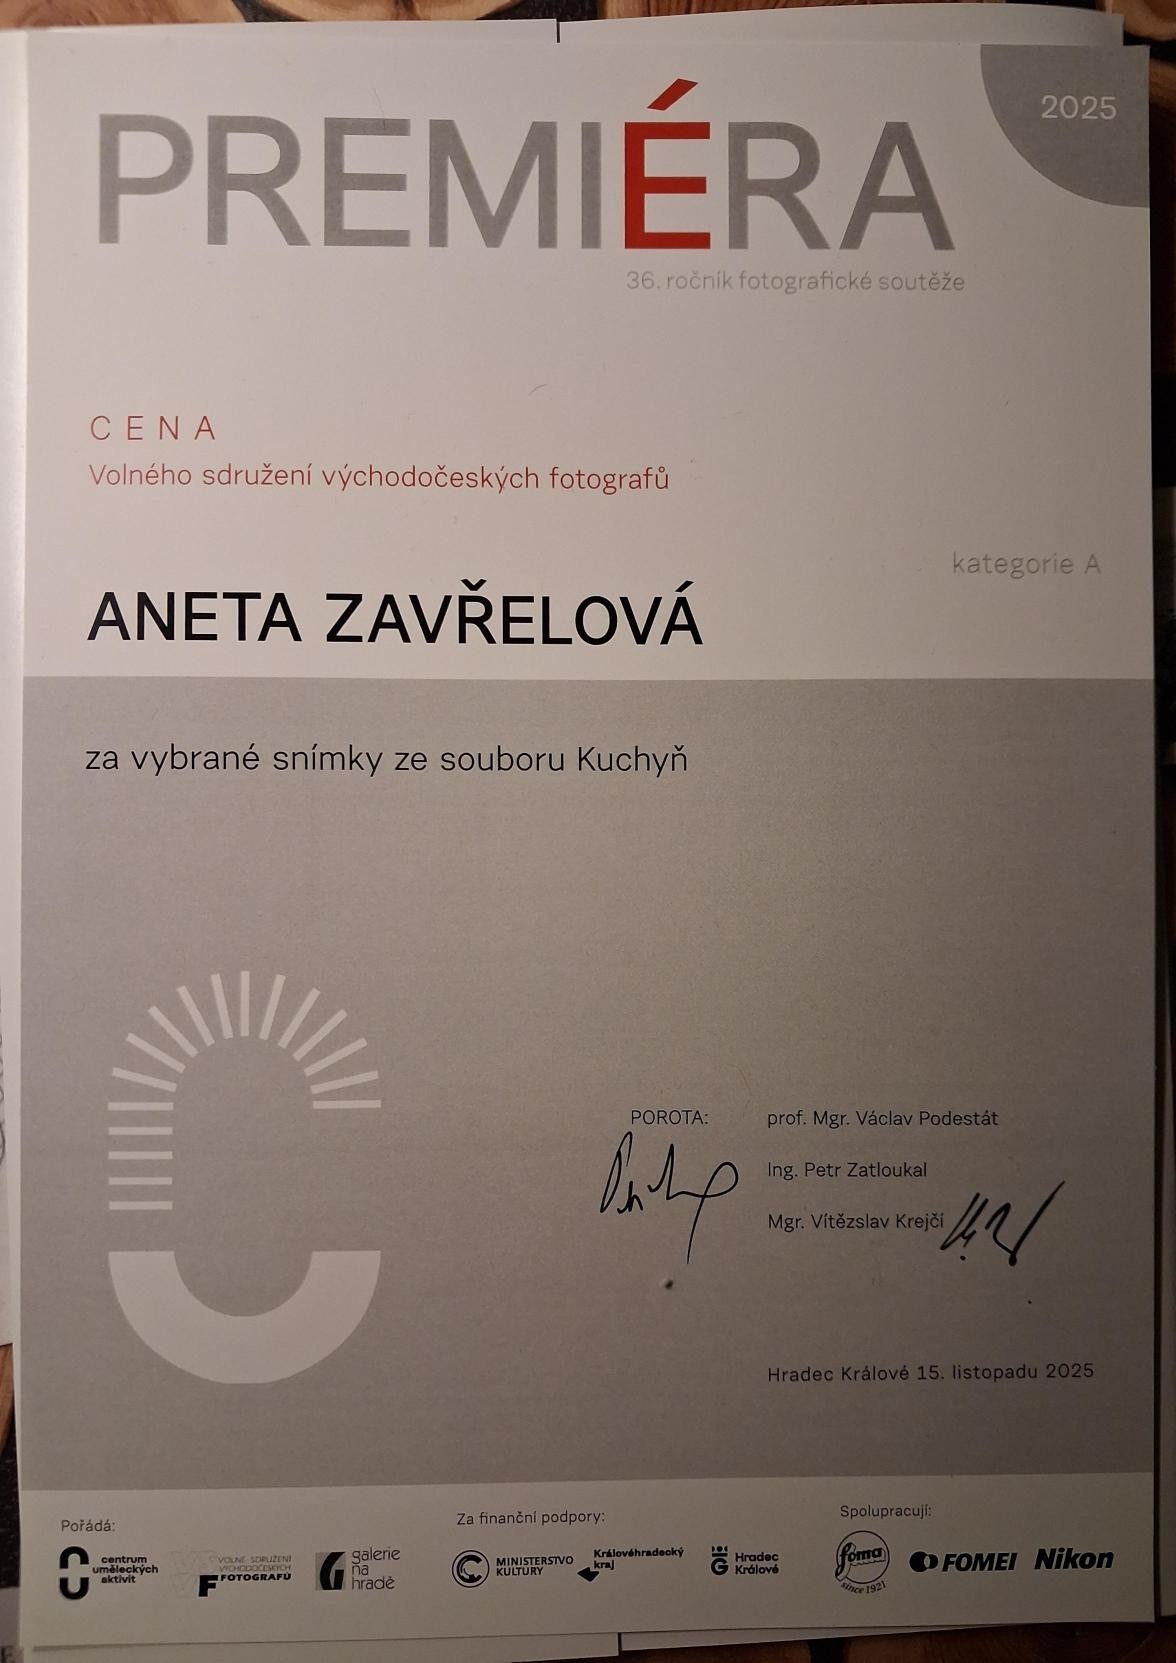 2025
PREMIÉRA
36. ročník fotografické soutěže
CENA
Volného sdružení východočeských fotografů
kategorie A
ANETA ZAVŘELOVÁ
za vybrané snímky ze souboru Kuchyň
POROTA: prof. Mgr. Václav Podestát
Ing. Petr Zatloukal
Mgr. Vítězslav Krejčí
Hradec Králové 15. listopadu 2025
Pořádá:
centrum
uměleckých
aktivit
VOLNÉ SDRUŽENÍ
VÝCHODOČESKÝCH
FOTOGRAFŮ
galerie
na
hradě
Za finanční podpory:
MINISTERSTVO
KULTURY
Královéhradecký
kraj
Hradec
Králové
Spolupracují:
foma
since 1921
FOMEI
Nikon